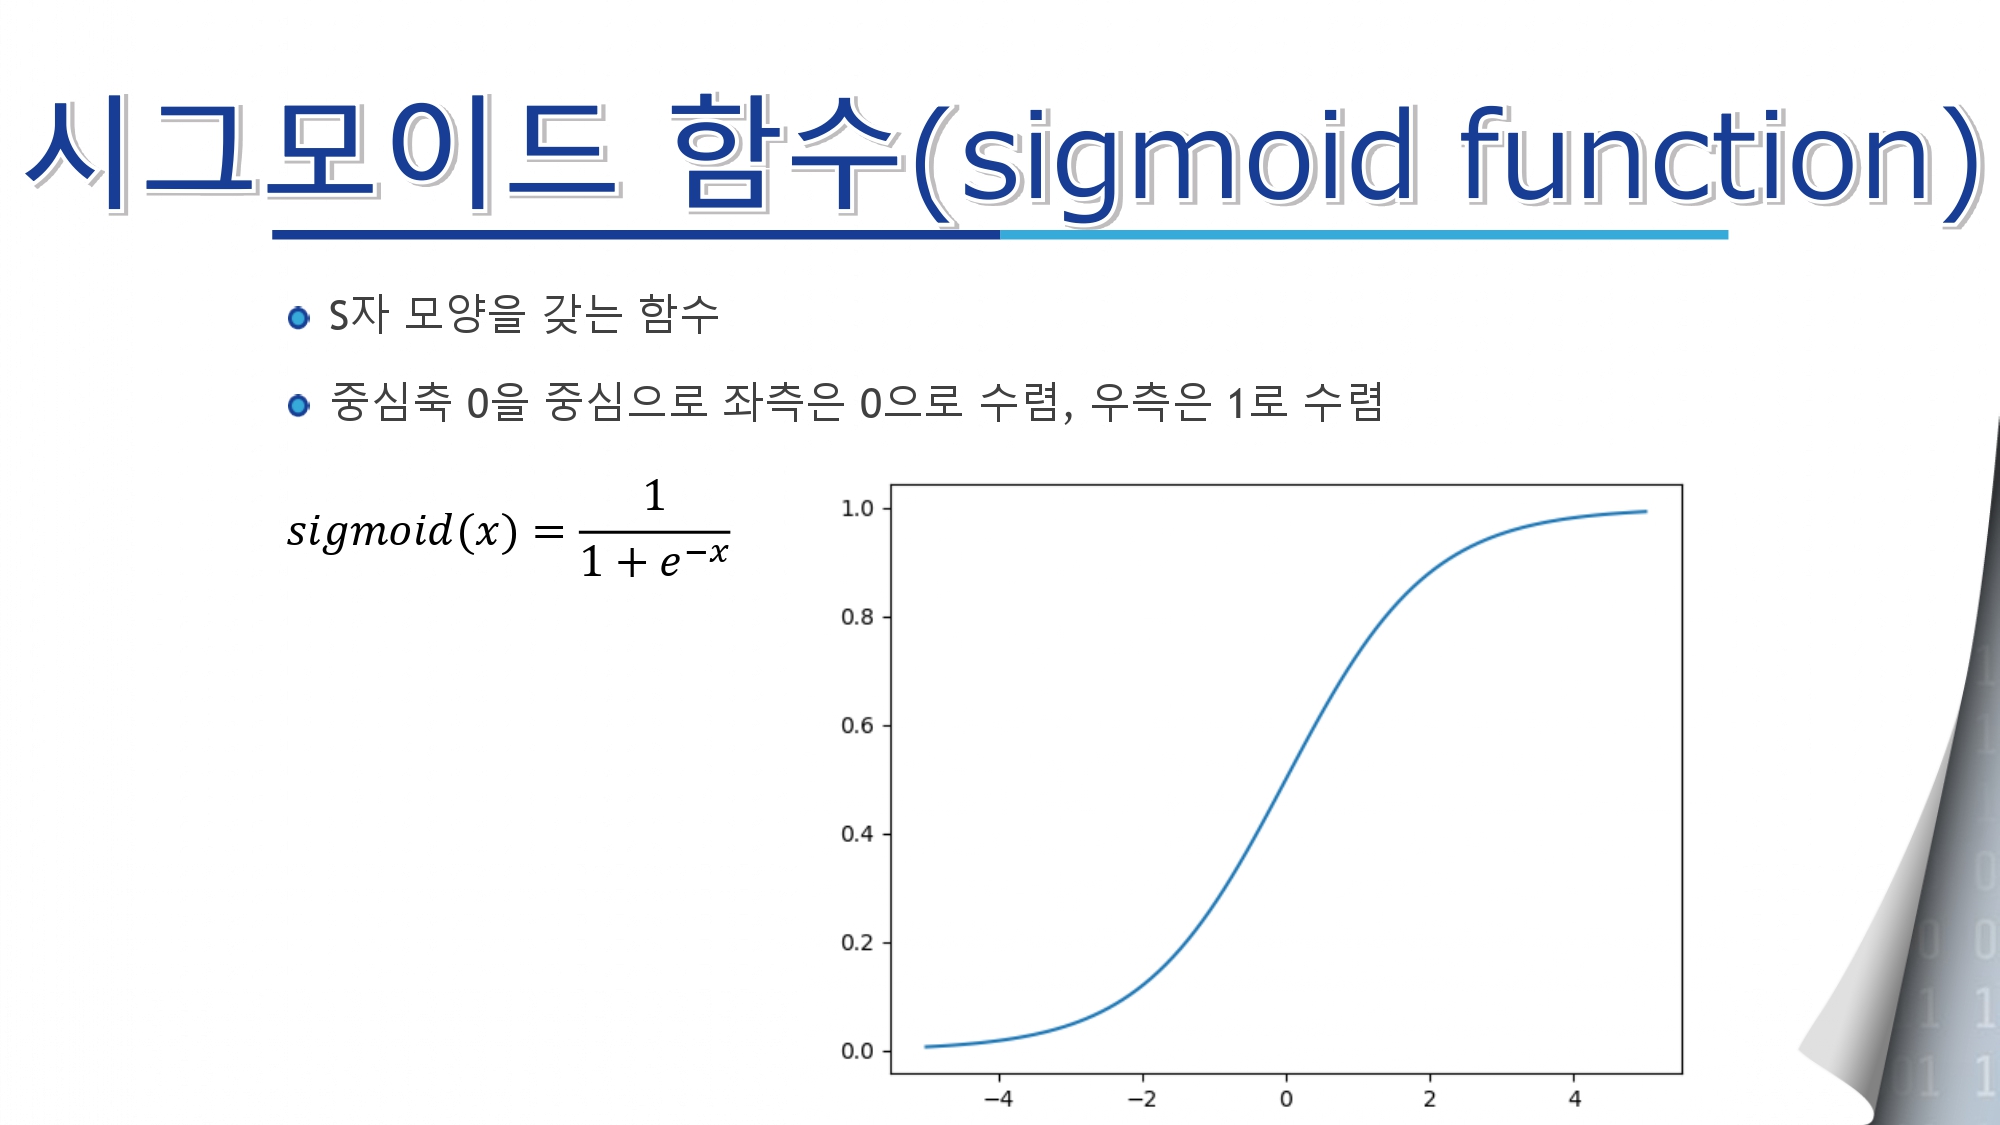 시그모이드 함수(sigmoid function)
S자 모양을 갖는 함수
중심축 0을 중심으로 좌측은 0으로 수렴, 우측은 1로 수렴
sigmoid(x) = 1 / (1 + e^{-x})
1.0
0.8
0.6
0.4
0.2
0.0
−4 −2 0 2 4